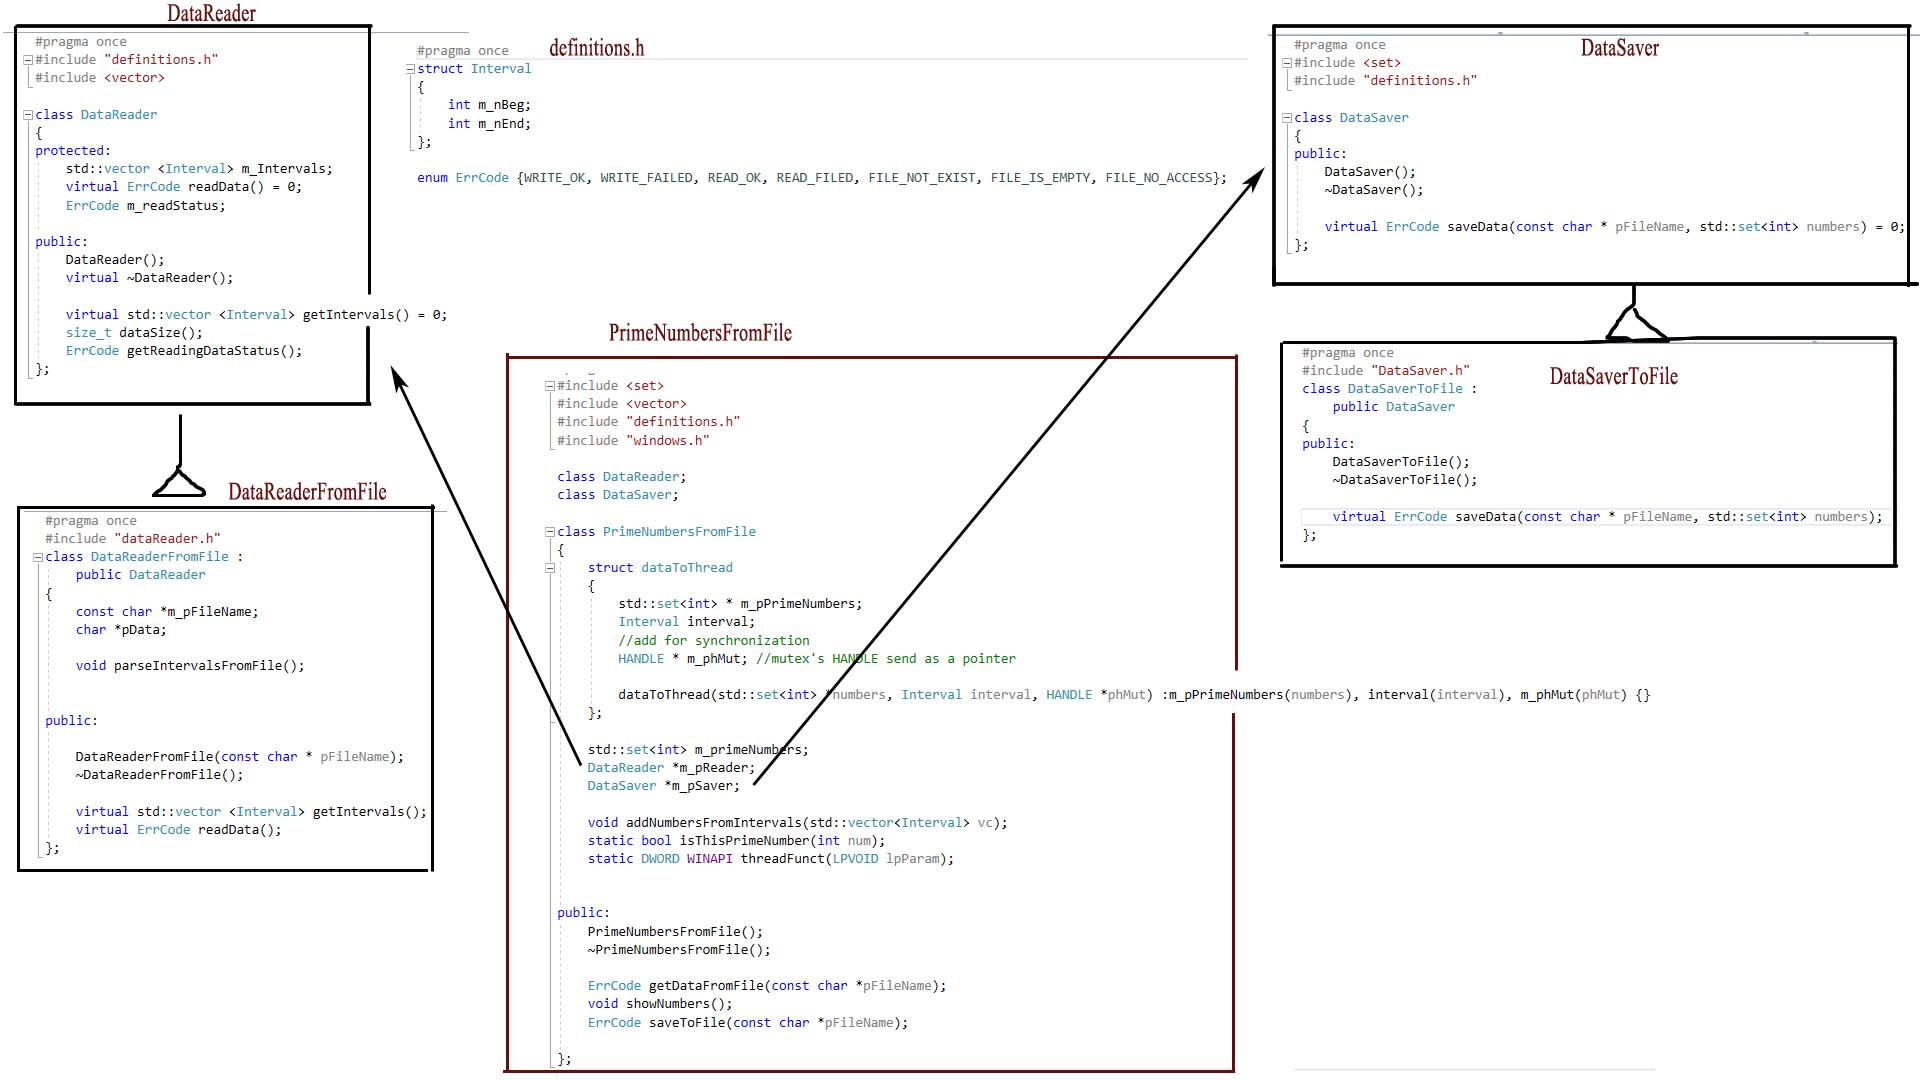 DataReader
#pragma once
#include "definitions.h"
#include <vector>
class DataReader
{
protected:
std::vector <Interval> m_Intervals;
virtual ErrCode readData() = 0;
ErrCode m_readStatus;
public:
DataReader();
virtual ~DataReader();
virtual std::vector <Interval> getIntervals() = 0;
size_t dataSize();
ErrCode getReadingDataStatus();
};
definitions.h
#pragma once
struct Interval
{
int m_nBeg;
int m_nEnd;
};
enum ErrCode {WRITE_OK, WRITE_FAILED, READ_OK, READ_FILED, FILE_NOT_EXIST, FILE_IS_EMPTY, FILE_NO_ACCESS};
DataSaver
#pragma once
#include <set>
#include "definitions.h"
class DataSaver
{
public:
DataSaver();
~DataSaver();
virtual ErrCode saveData(const char * pFileName, std::set<int> numbers) = 0;
};
DataReaderFromFile
#pragma once
#include "dataReader.h"
class DataReaderFromFile :
public DataReader
{
const char *m_pFileName;
char *pData;
void parseIntervalsFromFile();
public:
DataReaderFromFile(const char * pFileName);
~DataReaderFromFile();
virtual std::vector <Interval> getIntervals();
virtual ErrCode readData();
};
PrimeNumbersFromFile
#include <set>
#include <vector>
#include "definitions.h"
#include "windows.h"
class DataReader;
class DataSaver;
class PrimeNumbersFromFile
{
struct dataToThread
{
std::set<int> * m_pPrimeNumbers;
Interval interval;
//add for synchronization
HANDLE * m_phMut; //mutex's HANDLE send as a pointer
dataToThread(std::set<int> *numbers, Interval interval, HANDLE *phMut) :m_pPrimeNumbers(numbers), interval(interval), m_phMut(phMut) {}
};
std::set<int> m_primeNumbers;
DataReader *m_pReader;
DataSaver *m_pSaver;
void addNumbersFromIntervals(std::vector<Interval> vc);
static bool isThisPrimeNumber(int num);
static DWORD WINAPI threadFunct(LPVOID lpParam);
public:
PrimeNumbersFromFile();
~PrimeNumbersFromFile();
ErrCode getDataFromFile(const char *pFileName);
void showNumbers();
ErrCode saveToFile(const char *pFileName);
};
DataSaverToFile
#pragma once
#include "DataSaver.h"
class DataSaverToFile :
public DataSaver
{
public:
DataSaverToFile();
~DataSaverToFile();
virtual ErrCode saveData(const char * pFileName, std::set<int> numbers);
};